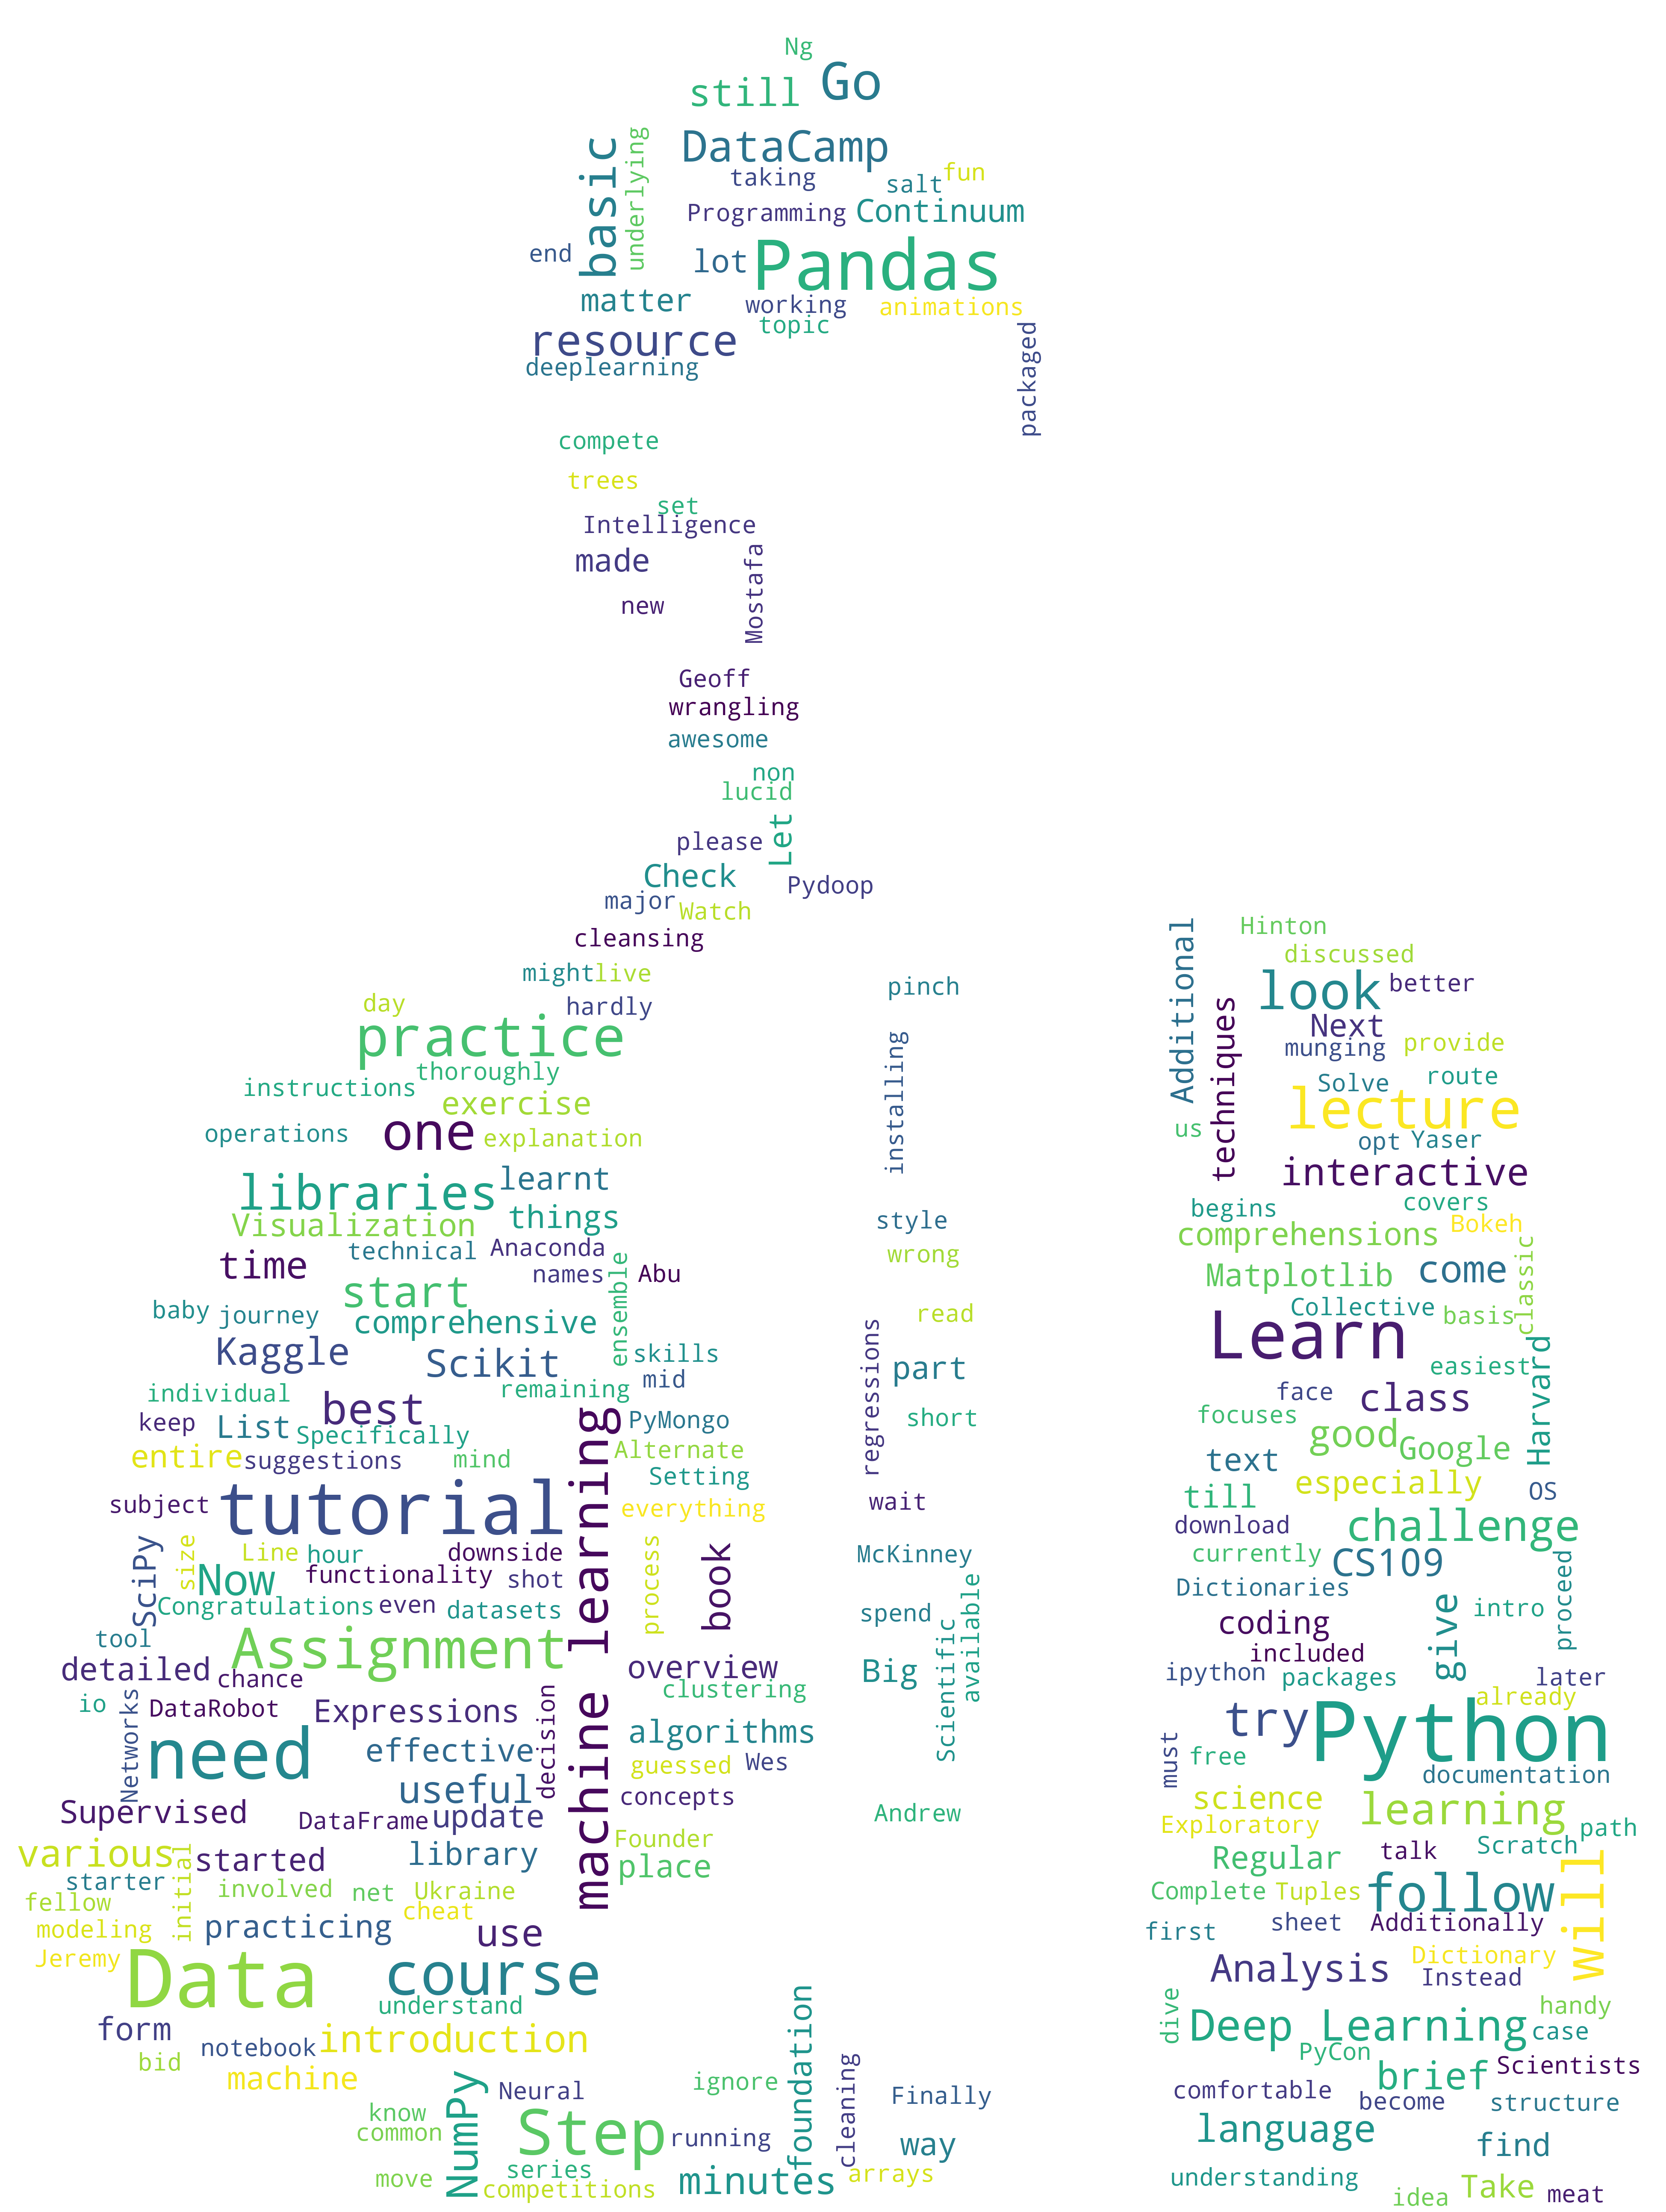 Ng
still Go
DataCamp
basic
underlying
taking
salt
fun
Programming
Continuum
end
lot
Pandas
matter
working
animations
topic
resource
packaged
deeplearning
compete
trees
set
Intelligence
made
Mostafa
new
Geoff
wrangling
awesome
non
lucid
Let
please
Check
Pydoop
major
Watch
cleansing
might
live
pinch
day
hardly
practice
thoroughly
instructions
installing
exercise
operations
one
explanation
learnt
libraries
Visualization
things
style
technical
Anaconda
wrong
time
names
Abu
start
ensemble
baby
journey
comprehensive
read
Kaggle
Scikit
skills
regressions
part
mid
individual
remaining
best
keep
List
Specifically
PyMongo
short
entire
suggestions
mind
Alternate
Setting
machine learning
subject
tutorial
everything
wait
SciPy
size
Line
hour
downside
process
book
McKinney
Now
functionality
shot
Congratulations
even
datasets
spend
available
tool
Assignment
Scientific
detailed
chance
overview
Big
clustering
io
Networks
DataRobot
Expressions
decision
algorithms
need
effective
guessed
Wes
useful
concepts
Supervised
DataFrame
update
Andrew
Founder
various
initial
started
library
place
starter
involved
net
Ukraine
fellow
cheat
modeling
practicing
use
Jeremy
Data
course
understand
form
notebook
introduction
foundation
bid
machine
NumPy
Neural
ignore
cleaning
Finally
know
common
Step
running
way
series
move
competitions
minutes
arrays
Additional
Hinton
discussed
look
better
techniques
Next
munging
provide
Solve
route
lecture
us
opt
Yaser
interactive
begins
covers
comprehensions
Bokeh
Matplotlib
come
classic
Collective
basis
Learn
easiest
Harvard
face
class
focuses
good
Google
text
especially
till
OS
download
challenge
currently
CS109
proceed
Dictionaries
give
intro
coding
included
ipython
packages
later
already
try
Python
must
free
documentation
science
learning
Exploratory
path
Regular
talk
Scratch
will
Complete
Tuples
follow
first
sheet
Additionally
Analysis
Dictionary
Instead
dive
Deep Learning
handy
case
PyCon
brief
Scientists
comfortable
become
structure
language
find
understanding
idea
Take
meat